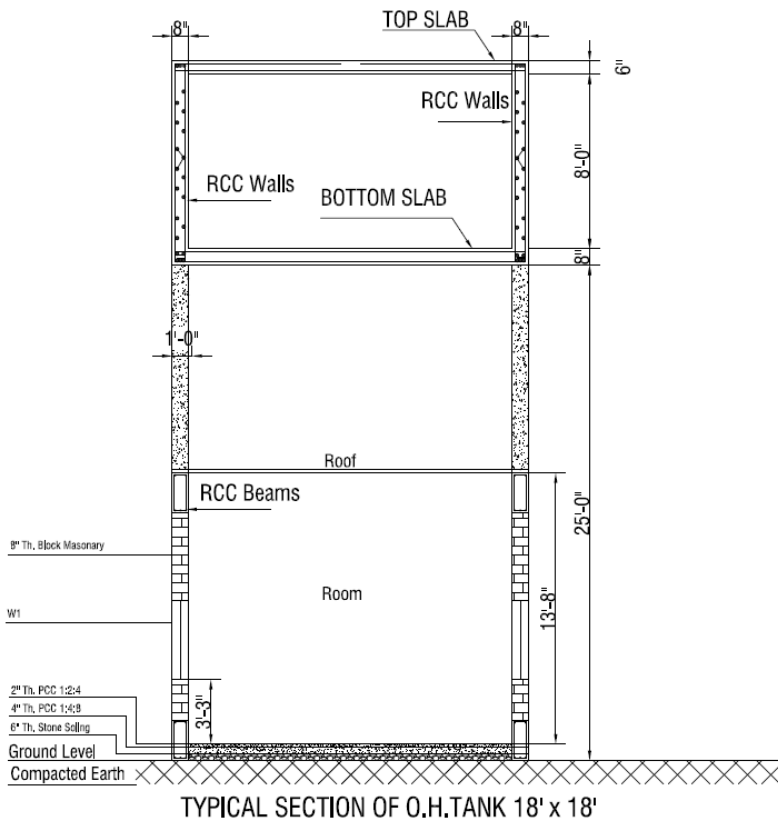 TOP SLAB
8"
8"
6"
RCC Walls
8'-0"
RCC Walls
BOTTOM SLAB
8"
1'-0"
Roof
RCC Beams
25'-0"
8" Th. Block Masonary
Room
13'-8"
W1
2" Th. PCC 1:2:4
4" Th. PCC 1:4:8
3'-3"
6" Th. Stone Soling
Ground Level
Compacted Earth
TYPICAL SECTION OF O.H.TANK 18' x 18'